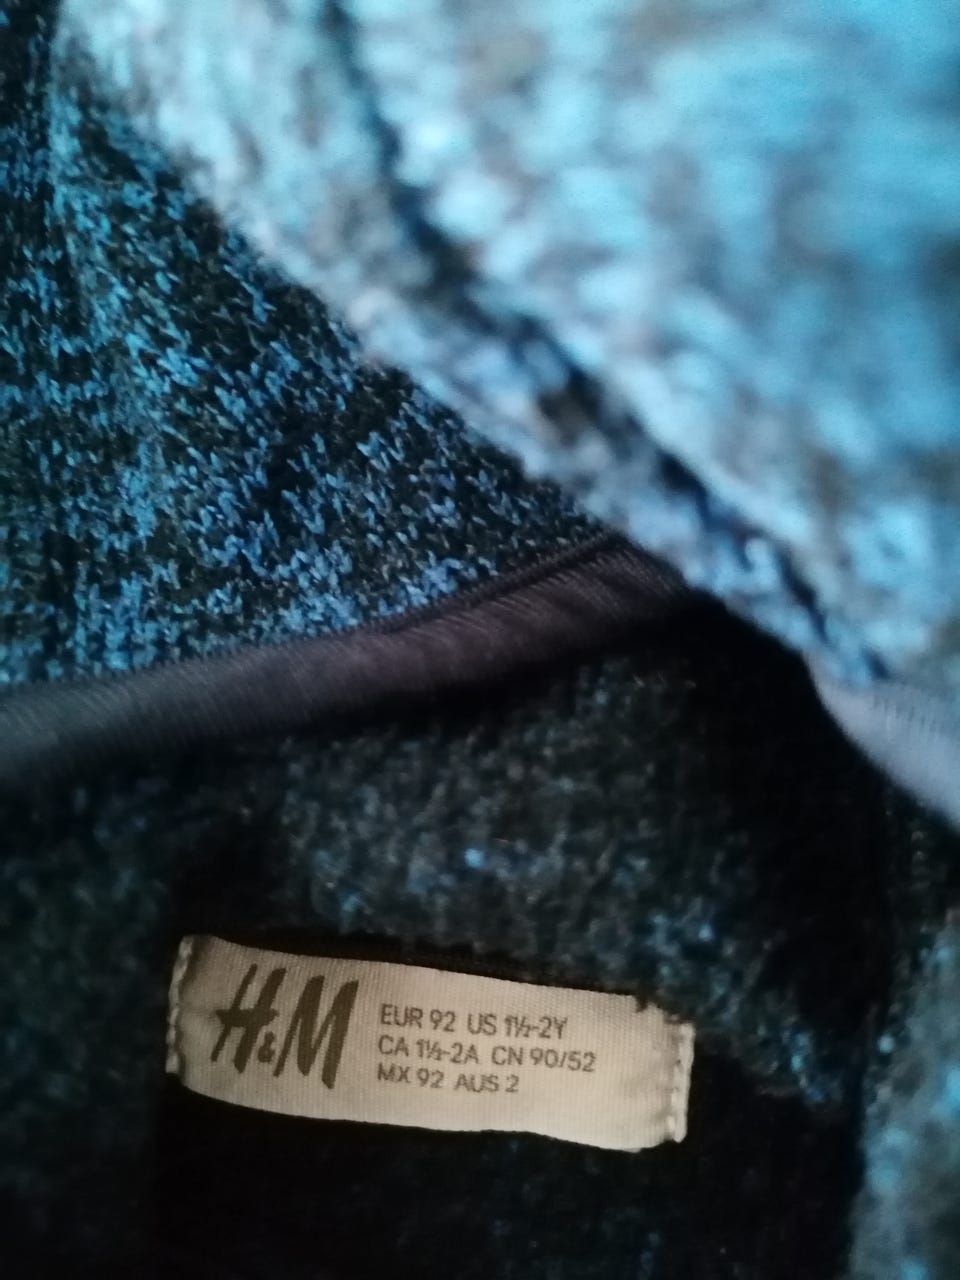 H&M
EUR 92 US 1½-2Y
CA 1½-2A CN 90/52
MX 92 AUS 2